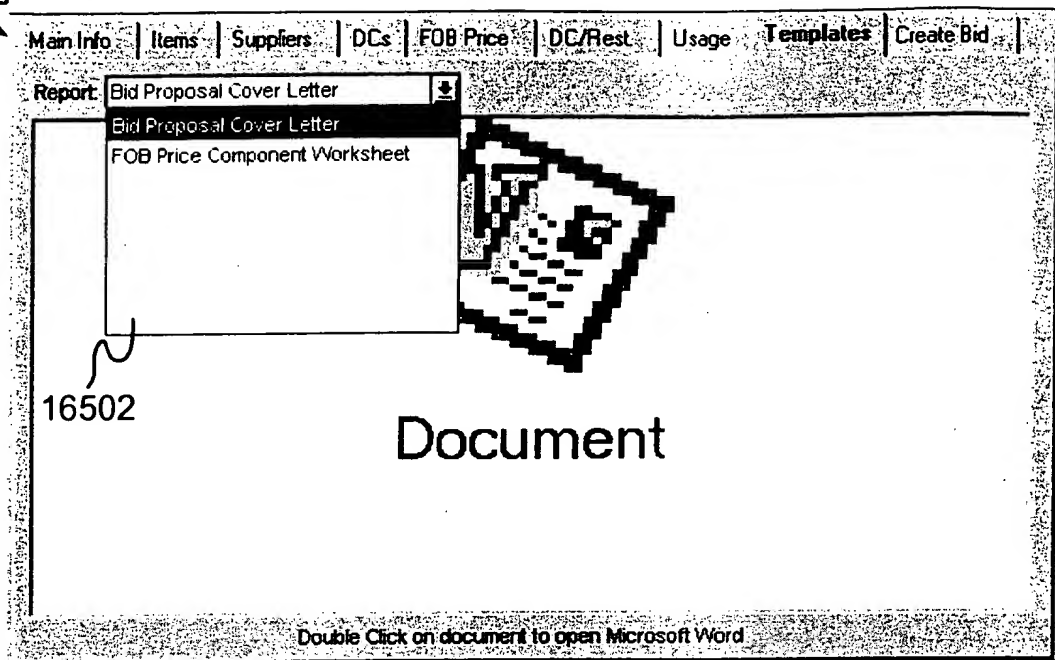 Main Info Items Suppliers DCs FOB Price DC/Rest. Usage Templates Create Bid
Report: Bid Proposal Cover Letter
Bid Proposal Cover Letter
FOB Price Component Worksheet
16502
Document
Double Click on document to open Microsoft Word